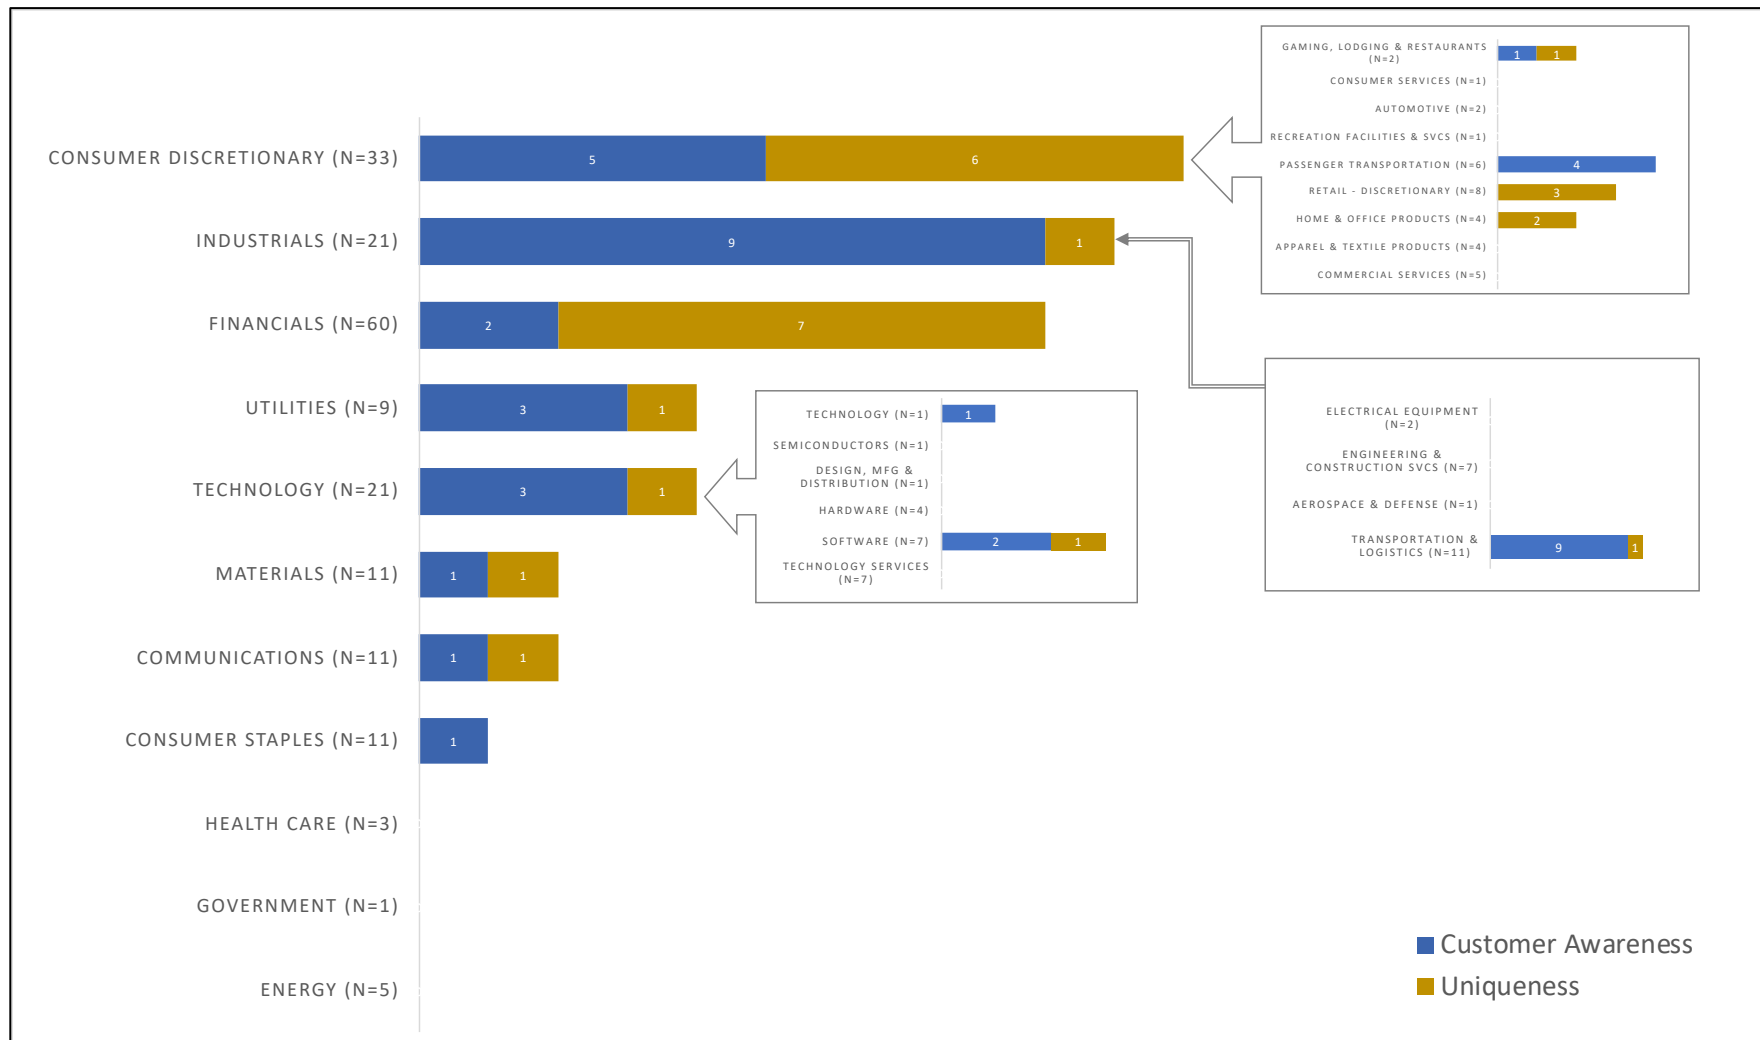 GAMING, LODGING & RESTAURANTS
(N=2)
1 1
CONSUMER SERVICES (N=1)
AUTOMOTIVE (N=2)
RECREATION FACILITIES & SVCS (N=1)
PASSENGER TRANSPORTATION (N=6)
4
RETAIL - DISCRETIONARY (N=8)
3
HOME & OFFICE PRODUCTS (N=4)
2
APPAREL & TEXTILE PRODUCTS (N=4)
COMMERCIAL SERVICES (N=5)
CONSUMER DISCRETIONARY (N=33)
5 6
INDUSTRIALS (N=21)
9 1
FINANCIALS (N=60)
2 7
UTILITIES (N=9)
3 1
TECHNOLOGY (N=21)
3 1
MATERIALS (N=11)
1 1
COMMUNICATIONS (N=11)
1 1
CONSUMER STAPLES (N=11)
1
HEALTH CARE (N=3)
GOVERNMENT (N=1)
ENERGY (N=5)
TECHNOLOGY (N=1)
1
SEMICONDUCTORS (N=1)
DESIGN, MFG &
DISTRIBUTION (N=1)
HARDWARE (N=4)
SOFTWARE (N=7)
2 1
TECHNOLOGY SERVICES
(N=7)
ELECTRICAL EQUIPMENT
(N=2)
ENGINEERING &
CONSTRUCTION SVCS (N=7)
AEROSPACE & DEFENSE (N=1)
TRANSPORTATION &
LOGISTICS (N=11)
9 1
Customer Awareness
Uniqueness